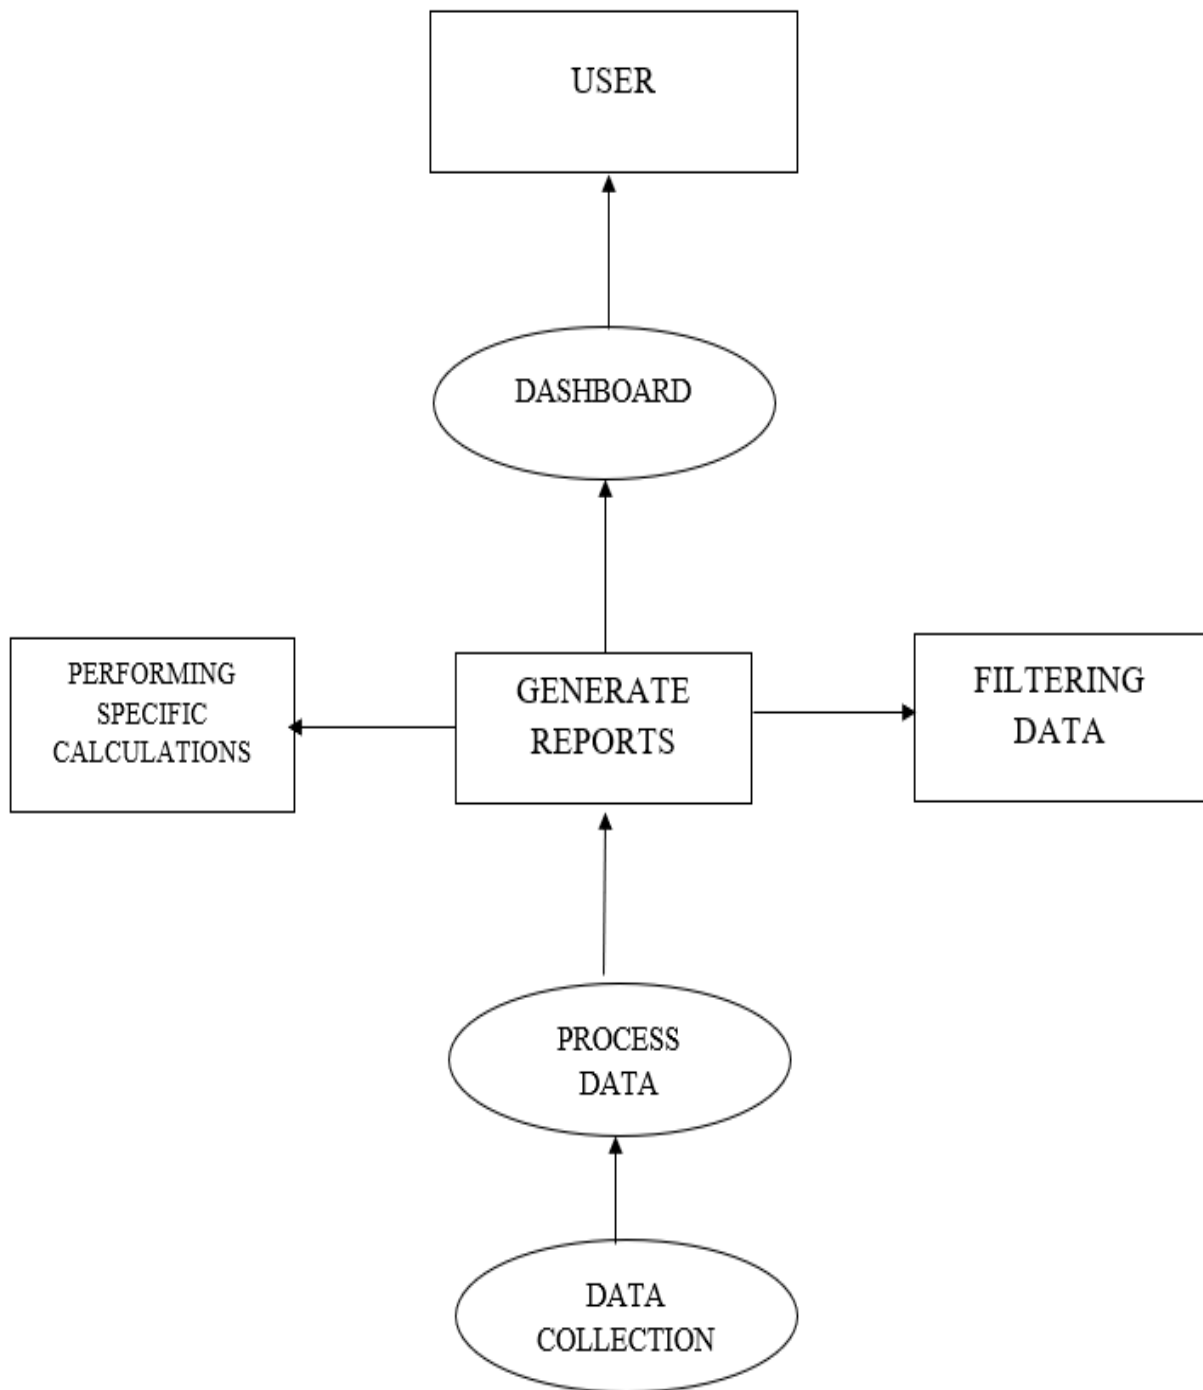 USER
DASHBOARD
PERFORMING
SPECIFIC
CALCULATIONS
GENERATE
REPORTS
FILTERING
DATA
PROCESS
DATA
DATA
COLLECTION